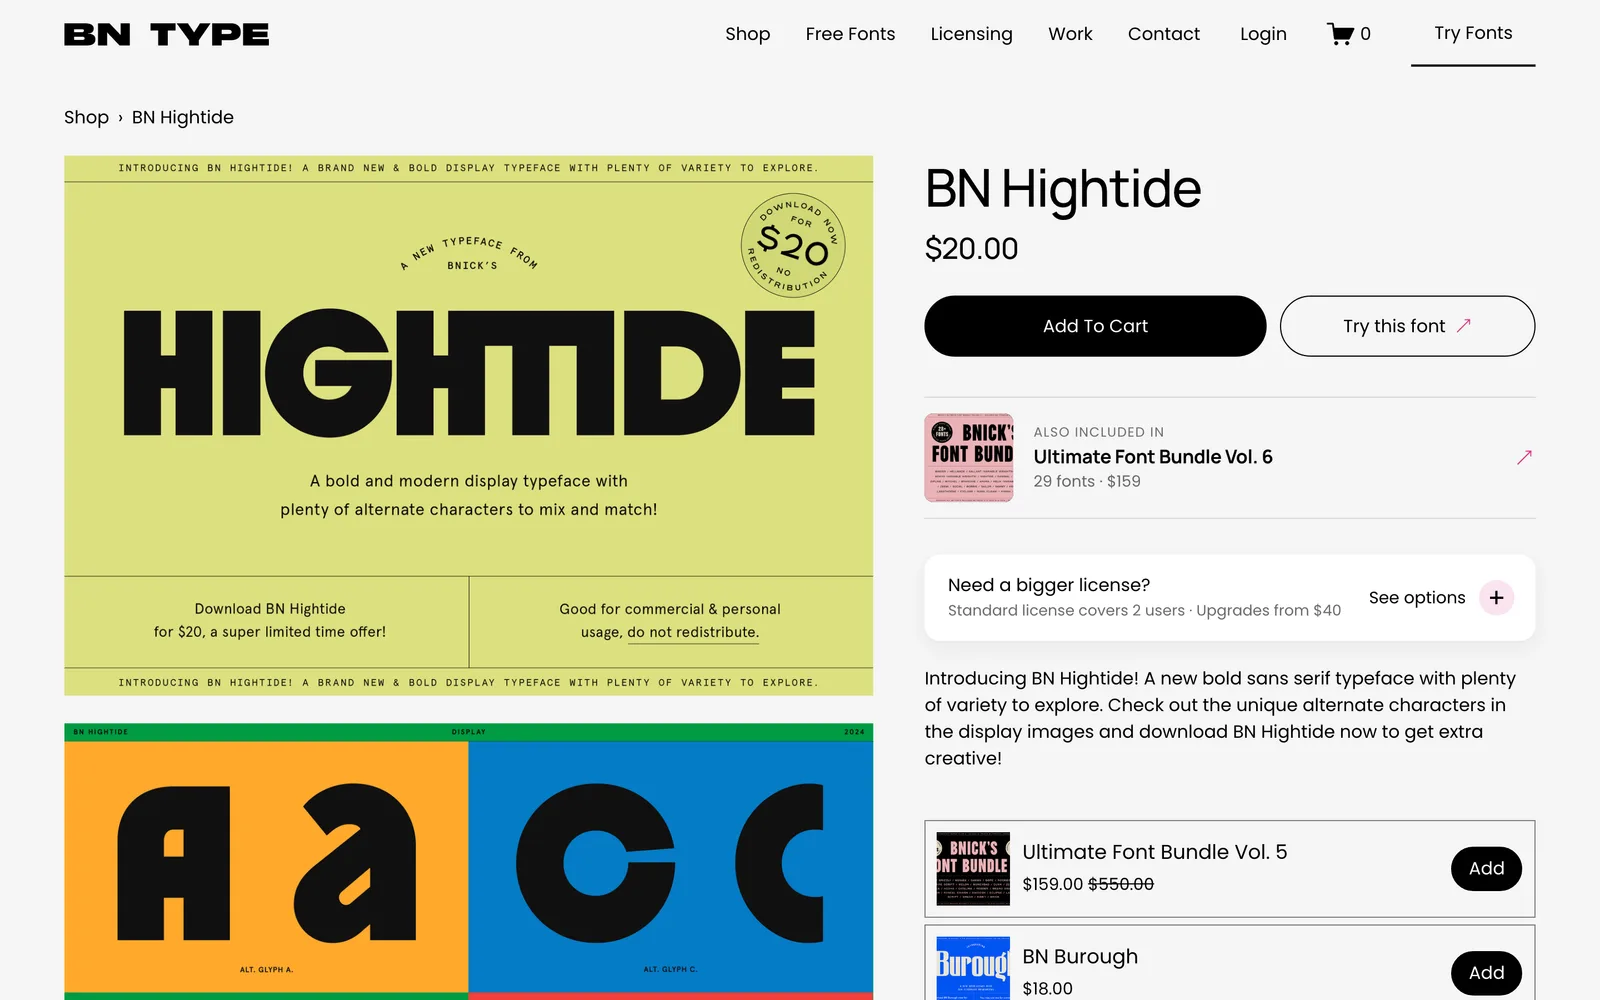 BN TYPE
Shop
Free Fonts
Licensing
Work
Contact
Login
0
Try Fonts
Shop › BN Hightide
INTRODUCING BN HIGHTIDE! A BRAND NEW & BOLD DISPLAY TYPEFACE WITH PLENTY OF VARIETY TO EXPLORE.
DOWNLOAD NOW
FOR
$20
NO
REDISTRIBUTION
A NEW TYPEFACE FROM
BNICK'S
HIGHTIDE
A bold and modern display typeface with
plenty of alternate characters to mix and match!
Download BN Hightide
for $20, a super limited time offer!
Good for commercial & personal
usage, do not redistribute.
INTRODUCING BN HIGHTIDE! A BRAND NEW & BOLD DISPLAY TYPEFACE WITH PLENTY OF VARIETY TO EXPLORE.
BN HIGHTIDE
DISPLAY
2024
A a
C C
ALT. GLYPH A.
ALT. GLYPH C.
BN Hightide
$20.00
Add To Cart
Try this font
BNICK'S
FONT BUND
ALSO INCLUDED IN
Ultimate Font Bundle Vol. 6
29 fonts · $159
Need a bigger license?
Standard license covers 2 users · Upgrades from $40
See options
Introducing BN Hightide! A new bold sans serif typeface with plenty
of variety to explore. Check out the unique alternate characters in
the display images and download BN Hightide now to get extra
creative!
BNICK'S
ONT BUNDLE
Ultimate Font Bundle Vol. 5
$159.00 $550.00
Add
Buroug
BN Burough
$18.00
Add